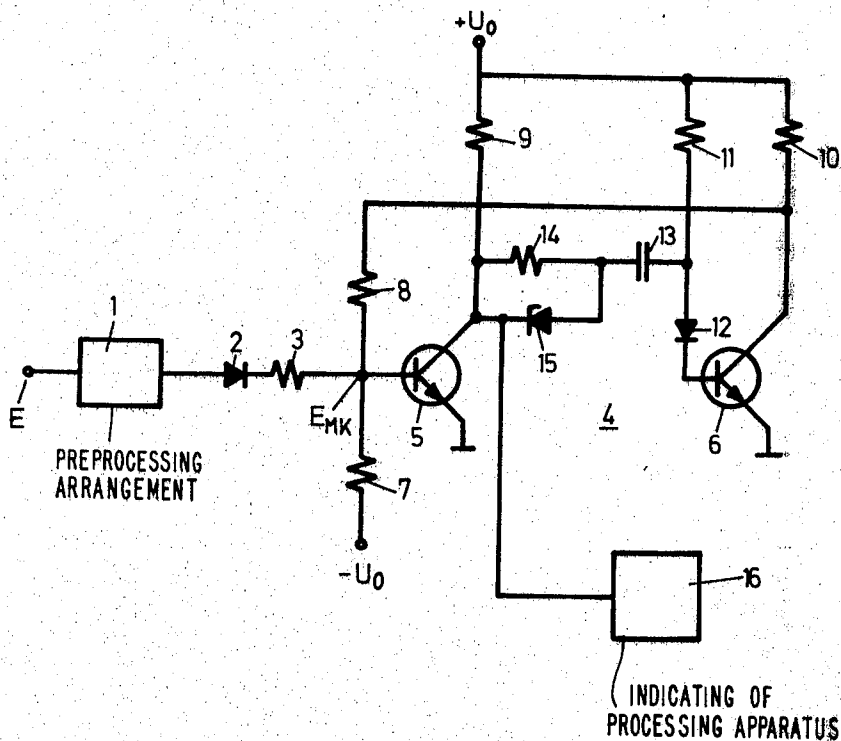 +U0
9
11
10
14
13
8
1
2
3
12
15
E
EMK
5
4
6
PREPROCESSING
ARRANGEMENT
7
-U0
16
INDICATING OF
PROCESSING APPARATUS